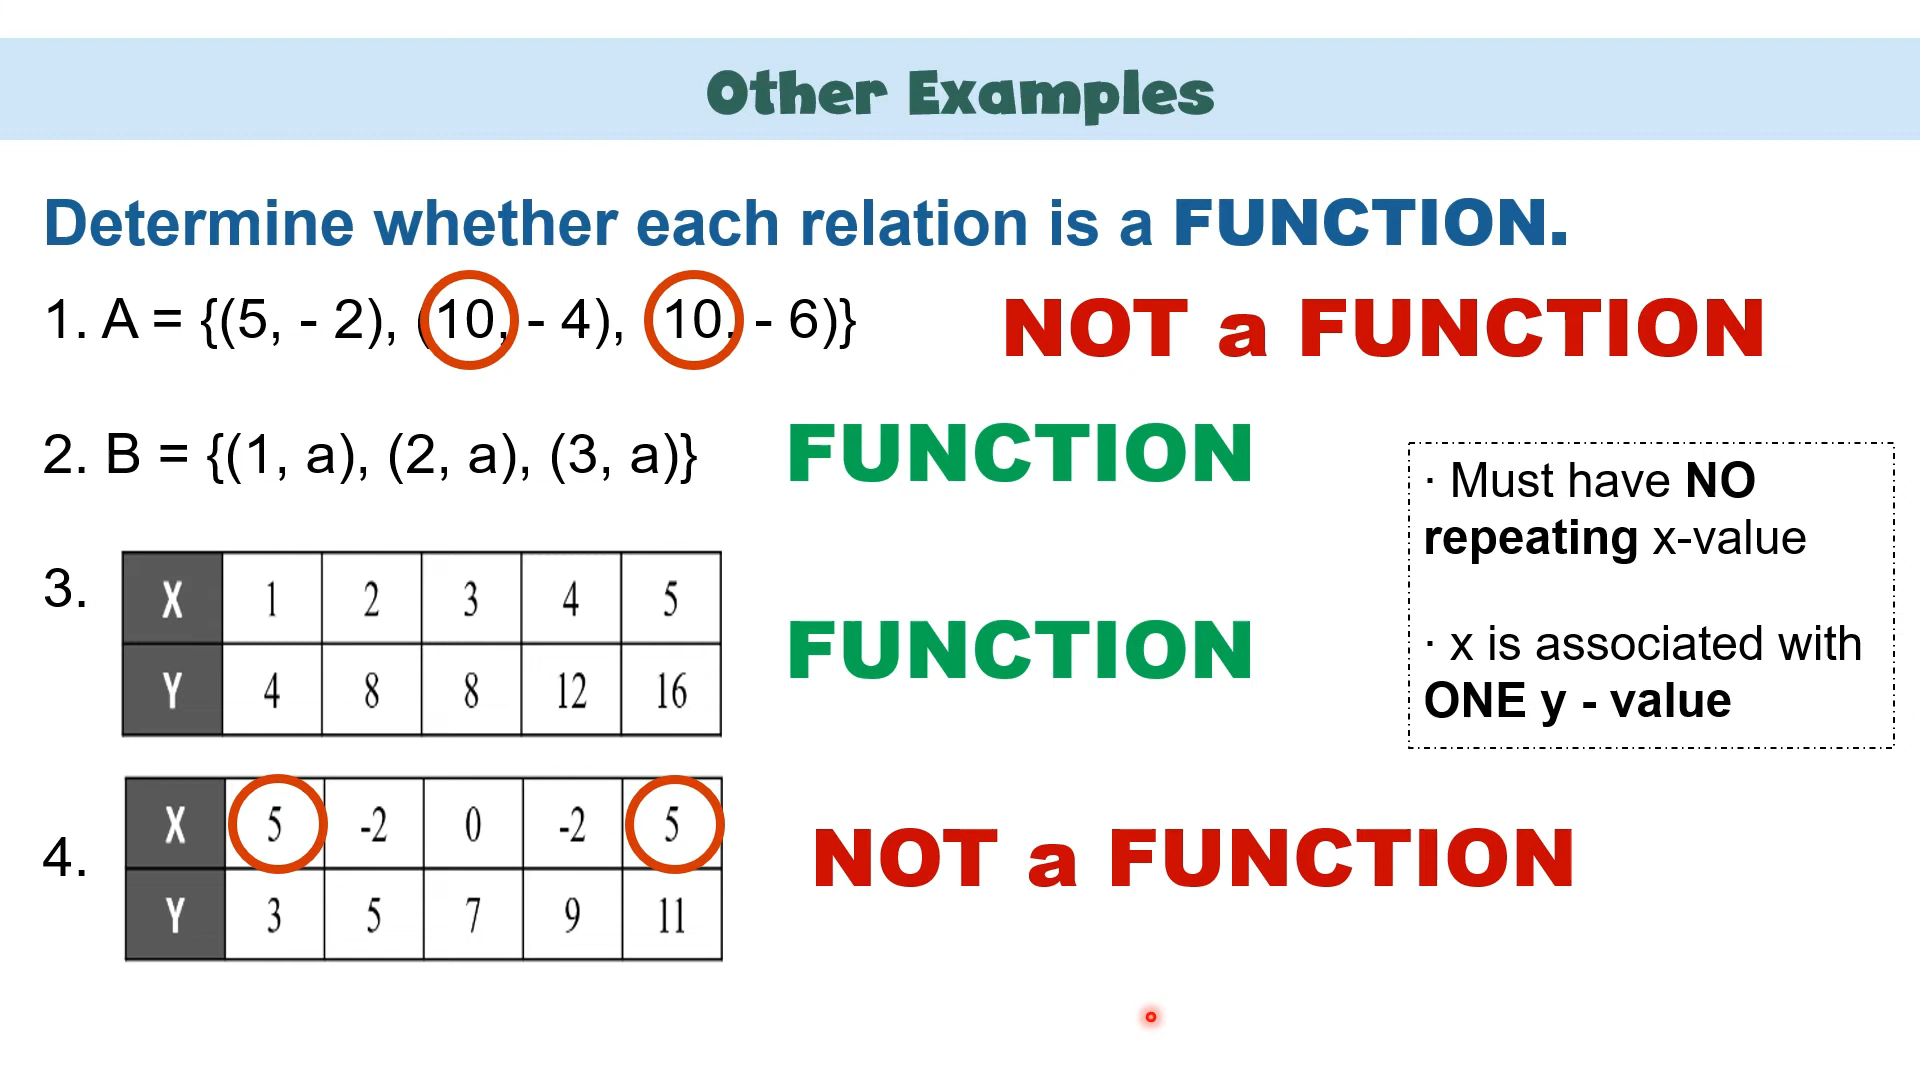 Other Examples
Determine whether each relation is a FUNCTION.
1. A = {(5, - 2), (10, - 4), (10, - 6)} NOT a FUNCTION
2. B = {(1, a), (2, a), (3, a)} FUNCTION
· Must have NO
repeating x-value
· x is associated with
ONE y - value
3.
X 1 2 3 4 5
Y 4 8 8 12 16
FUNCTION
4.
X 5 -2 0 -2 5
Y 3 5 7 9 11
NOT a FUNCTION